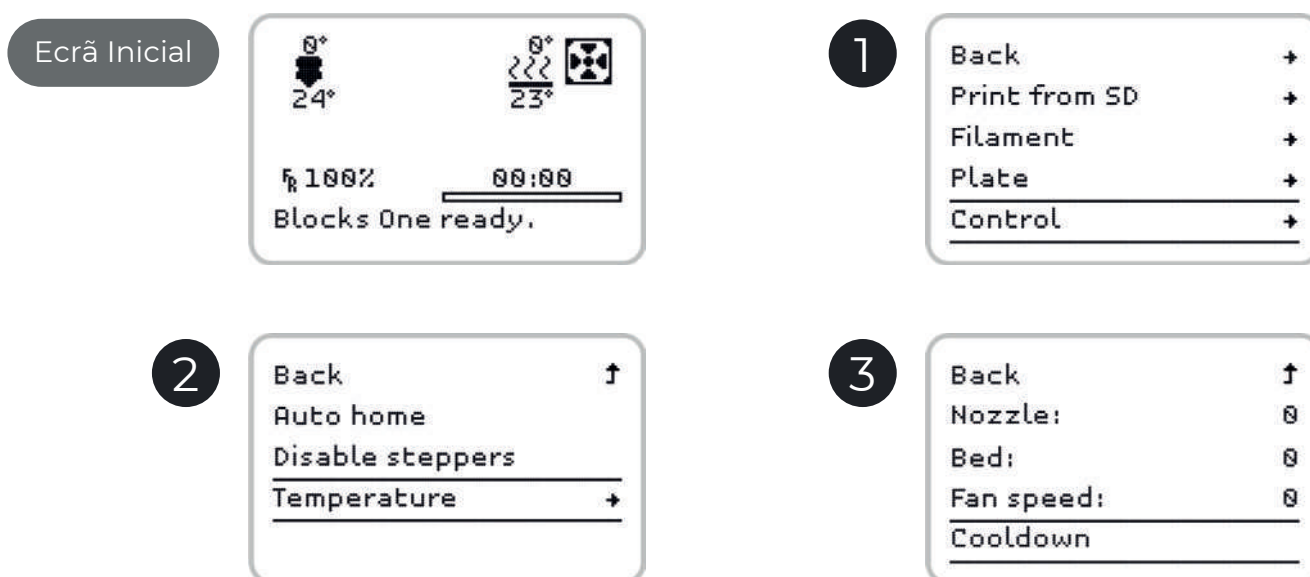 Ecrã Inicial
0° 0°
24° 23°
FR 100% 00:00
Blocks One ready.
1
Back
Print from SD
Filament
Plate
Control
2
Back
Auto home
Disable steppers
Temperature
3
Back
Nozzle: 0
Bed: 0
Fan speed: 0
Cooldown